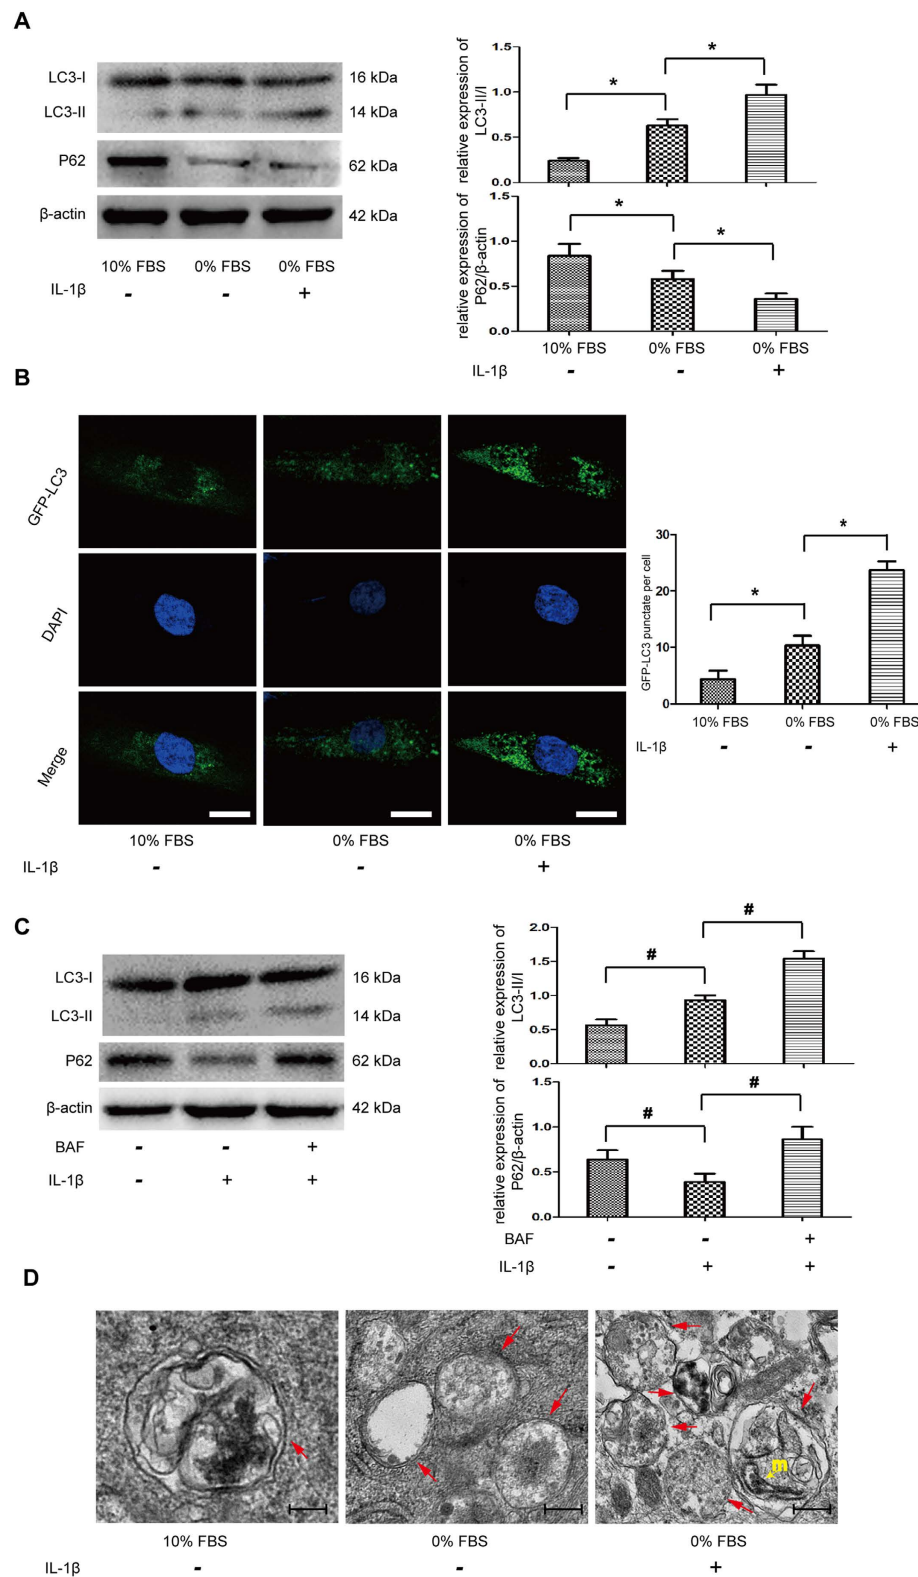 A
LC3-I
16 kDa
LC3-II
14 kDa
P62
62 kDa
β-actin
42 kDa
10% FBS 0% FBS 0% FBS
IL-1β - - +
relative expression of
LC3-II/I
1.5
1.0
0.5
0.0
* *
relative expression of
P62/β-actin
1.5
1.0
0.5
0.0
* *
10% FBS 0% FBS 0% FBS
IL-1β - - +
B
GFP-LC3
DAPI
Merge
10% FBS 0% FBS 0% FBS
IL-1β - - +
GFP-LC3 punctate per cell
30
20
10
0
* *
10% FBS 0% FBS 0% FBS
IL-1β - - +
C
LC3-I
16 kDa
LC3-II
14 kDa
P62
62 kDa
β-actin
42 kDa
BAF - - +
IL-1β - + +
relative expression of
LC3-II/I
2.0
1.5
1.0
0.5
0.0
# #
relative expression of
P62/β-actin
1.5
1.0
0.5
0.0
# #
BAF - - +
IL-1β - + +
D
m
10% FBS 0% FBS 0% FBS
IL-1β - - +